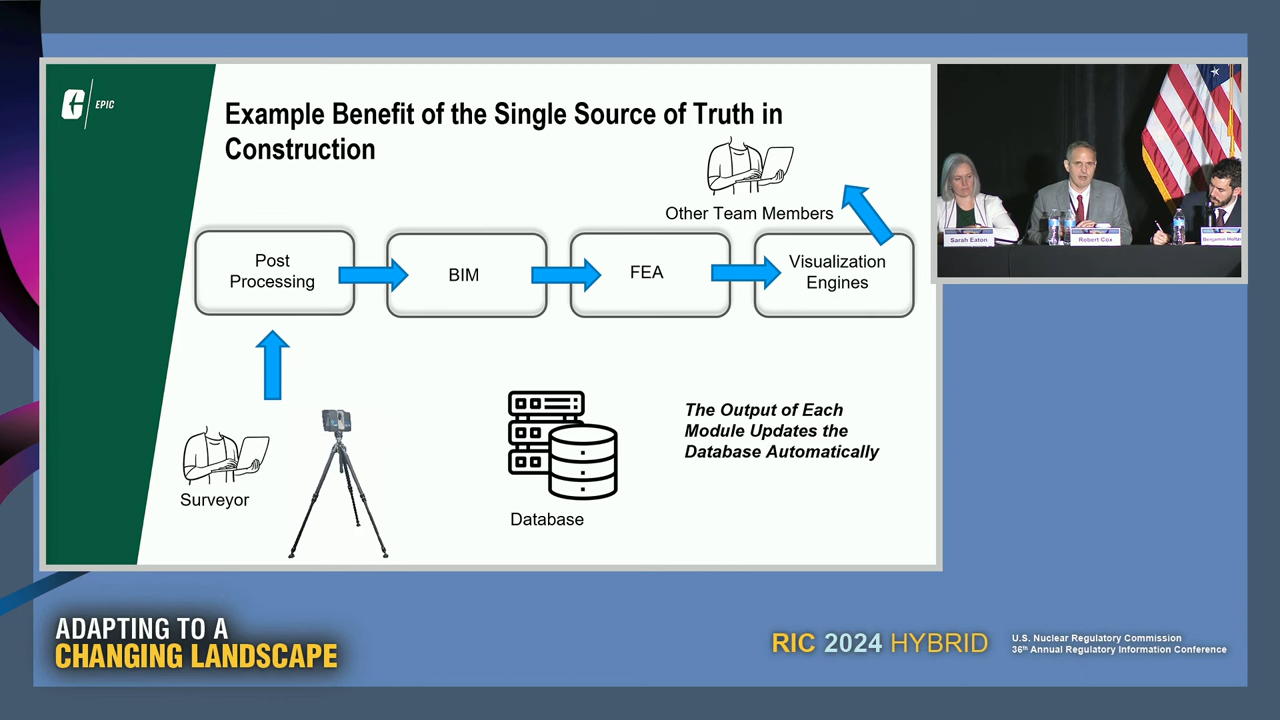 EPIC
Example Benefit of the Single Source of Truth in
Construction
Other Team Members
Post
Processing
BIM
FEA
Visualization
Engines
The Output of Each
Module Updates the
Database Automatically
Surveyor
Database
Sarah Eaton
Robert Cox
Benjamin
ADAPTING TO A
CHANGING LANDSCAPE
RIC 2024 HYBRID
U.S. Nuclear Regulatory Commission
36th Annual Regulatory Information Conference